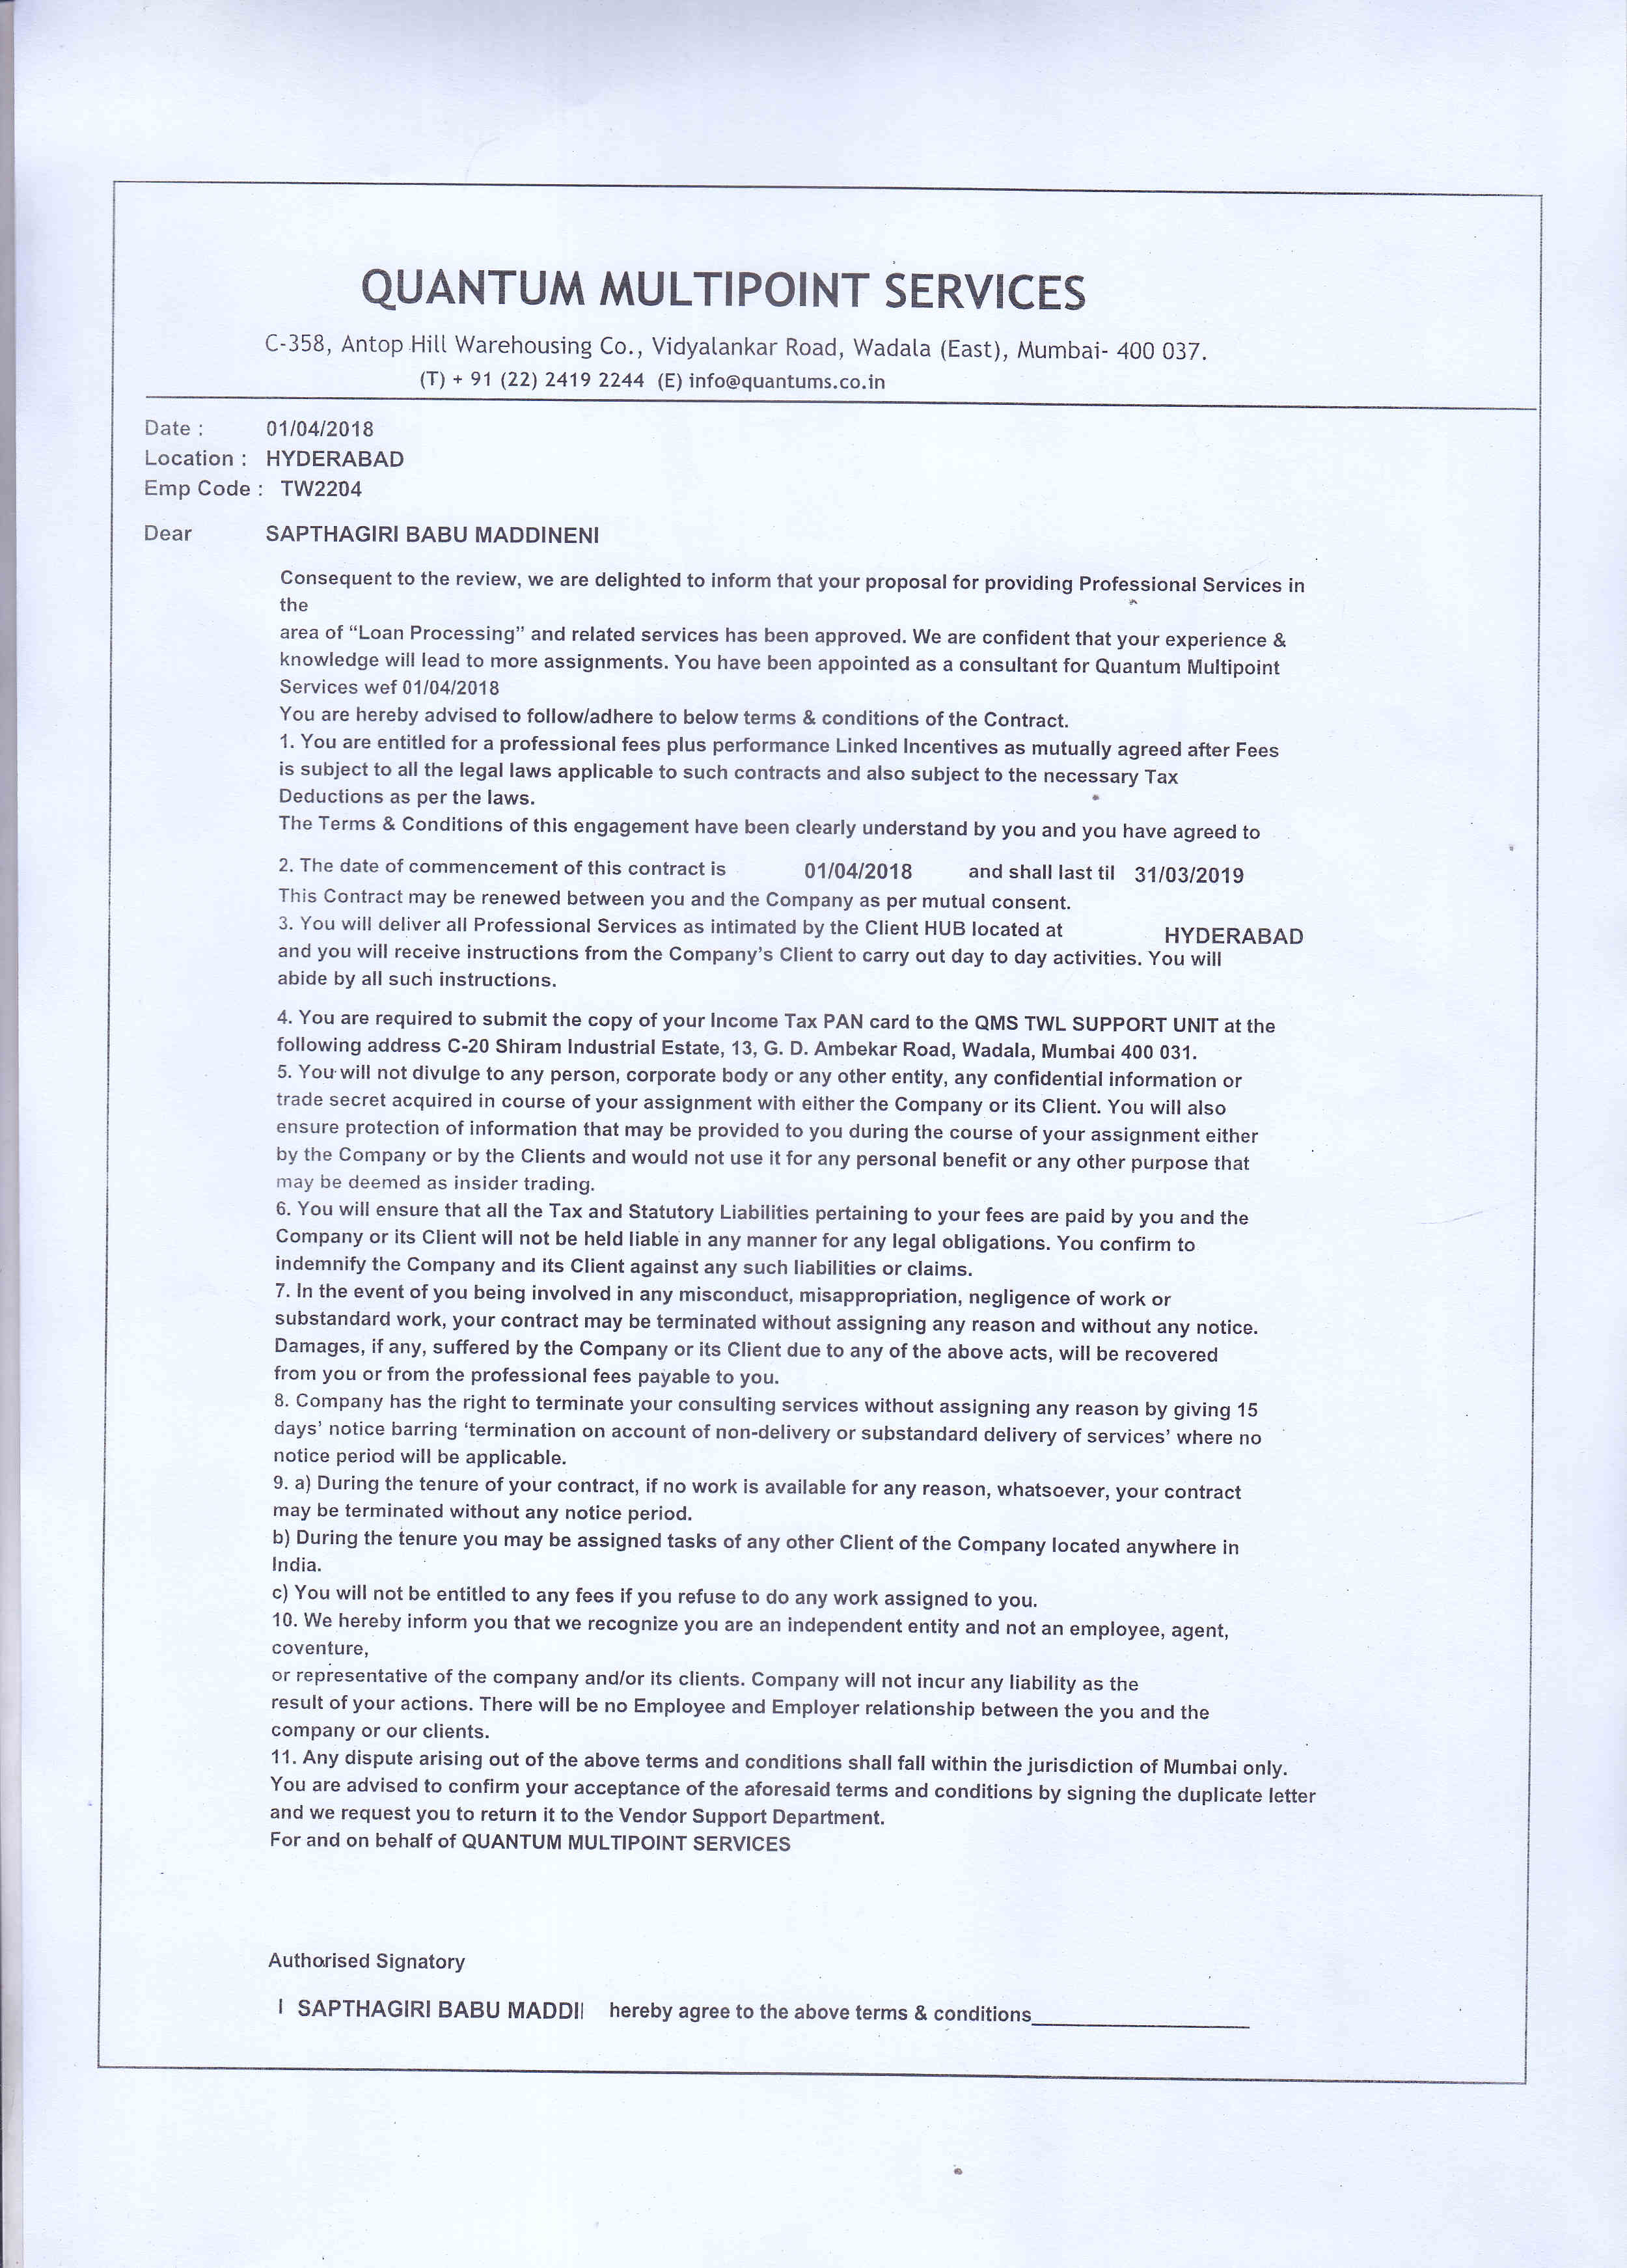 QUANTUM MULTIPOINT SERVICES
C-358, Antop Hill Warehousing Co., Vidyalankar Road, Wadala (East), Mumbai- 400 037.
(T) + 91 (22) 2419 2244 (E) info@quantums.co.in
Date : 01/04/2018
Location : HYDERABAD
Emp Code : TW2204
Dear SAPTHAGIRI BABU MADDINENI
Consequent to the review, we are delighted to inform that your proposal for providing Professional Services in
the
area of “Loan Processing” and related services has been approved. We are confident that your experience &
knowledge will lead to more assignments. You have been appointed as a consultant for Quantum Multipoint
Services wef 01/04/2018
You are hereby advised to follow/adhere to below terms & conditions of the Contract.
1. You are entitled for a professional fees plus performance Linked Incentives as mutually agreed after Fees
is subject to all the legal laws applicable to such contracts and also subject to the necessary Tax
Deductions as per the laws.
The Terms & Conditions of this engagement have been clearly understand by you and you have agreed to
2. The date of commencement of this contract is 01/04/2018 and shall last til 31/03/2019
This Contract may be renewed between you and the Company as per mutual consent.
3. You will deliver all Professional Services as intimated by the Client HUB located at HYDERABAD
and you will receive instructions from the Company’s Client to carry out day to day activities. You will
abide by all such instructions.
4. You are required to submit the copy of your Income Tax PAN card to the QMS TWL SUPPORT UNIT at the
following address C-20 Shiram Industrial Estate, 13, G. D. Ambekar Road, Wadala, Mumbai 400 031.
5. You will not divulge to any person, corporate body or any other entity, any confidential information or
trade secret acquired in course of your assignment with either the Company or its Client. You will also
ensure protection of information that may be provided to you during the course of your assignment either
by the Company or by the Clients and would not use it for any personal benefit or any other purpose that
may be deemed as insider trading.
6. You will ensure that all the Tax and Statutory Liabilities pertaining to your fees are paid by you and the
Company or its Client will not be held liable in any manner for any legal obligations. You confirm to
indemnify the Company and its Client against any such liabilities or claims.
7. In the event of you being involved in any misconduct, misappropriation, negligence of work or
substandard work, your contract may be terminated without assigning any reason and without any notice.
Damages, if any, suffered by the Company or its Client due to any of the above acts, will be recovered
from you or from the professional fees payable to you.
8. Company has the right to terminate your consulting services without assigning any reason by giving 15
days’ notice barring ‘termination on account of non-delivery or substandard delivery of services’ where no
notice period will be applicable.
9. a) During the tenure of your contract, if no work is available for any reason, whatsoever, your contract
may be terminated without any notice period.
b) During the tenure you may be assigned tasks of any other Client of the Company located anywhere in
India.
c) You will not be entitled to any fees if you refuse to do any work assigned to you.
10. We hereby inform you that we recognize you are an independent entity and not an employee, agent,
coventure,
or representative of the company and/or its clients. Company will not incur any liability as the
result of your actions. There will be no Employee and Employer relationship between the you and the
company or our clients.
11. Any dispute arising out of the above terms and conditions shall fall within the jurisdiction of Mumbai only.
You are advised to confirm your acceptance of the aforesaid terms and conditions by signing the duplicate letter
and we request you to return it to the Vendor Support Department.
For and on behalf of QUANTUM MULTIPOINT SERVICES
Authorised Signatory
I SAPTHAGIRI BABU MADDII hereby agree to the above terms & conditions